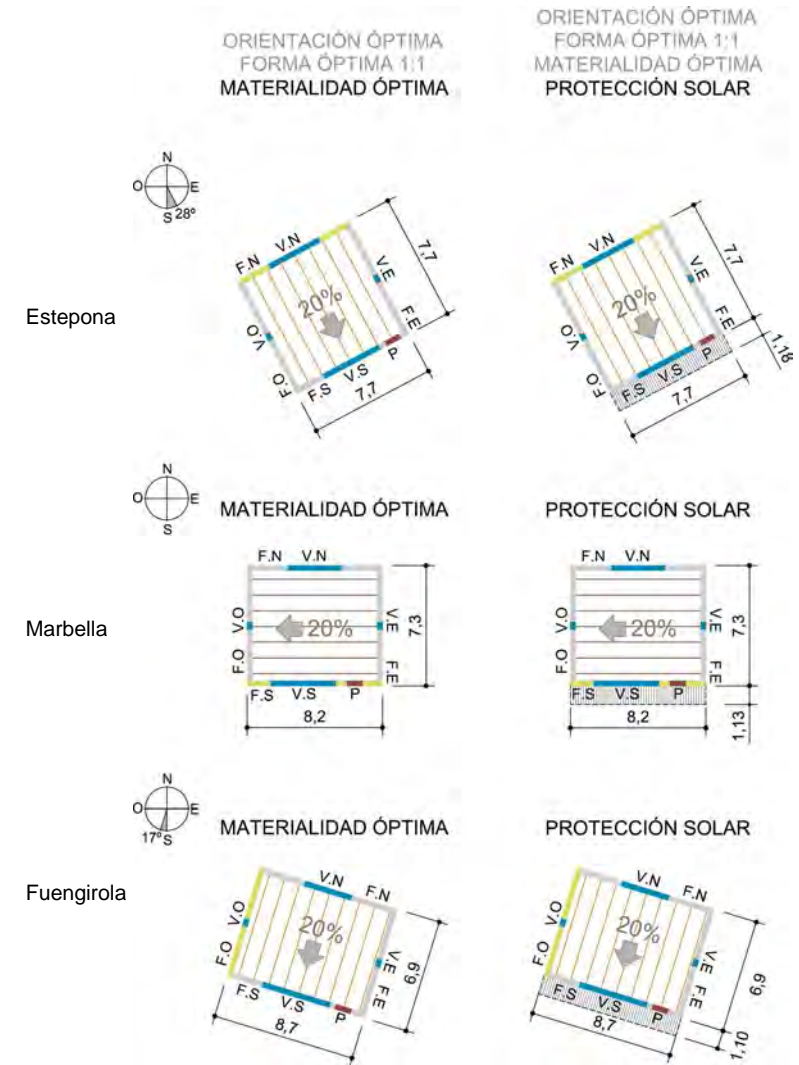 ORIENTACIÓN ÓPTIMA
FORMA ÓPTIMA 1:1
MATERIALIDAD ÓPTIMA
ORIENTACIÓN ÓPTIMA
FORMA ÓPTIMA 1:1
MATERIALIDAD ÓPTIMA
PROTECCIÓN SOLAR
N
O
E
S
28º
Estepona
F.N
V.N
V.E
F.E
V.O
F.O
F.S
V.S
P
20%
7,7
7,7
F.N
V.N
V.E
F.E
V.O
F.O
F.S
V.S
P
20%
7,7
7,7
1,18
N
O
E
S
MATERIALIDAD ÓPTIMA
PROTECCIÓN SOLAR
Marbella
F.N
V.N
V.O
F.O
V.E
F.E
20%
F.S
V.S
P
7,3
8,2
F.N
V.N
V.O
F.O
V.E
F.E
20%
F.S
V.S
P
7,3
8,2
1,13
N
O
E
17º
S
MATERIALIDAD ÓPTIMA
PROTECCIÓN SOLAR
Fuengirola
V.N
F.N
V.O
F.O
V.E
F.E
20%
F.S
V.S
P
6,9
8,7
V.N
F.N
V.O
F.O
V.E
F.E
20%
F.S
V.S
P
6,9
8,7
1,10